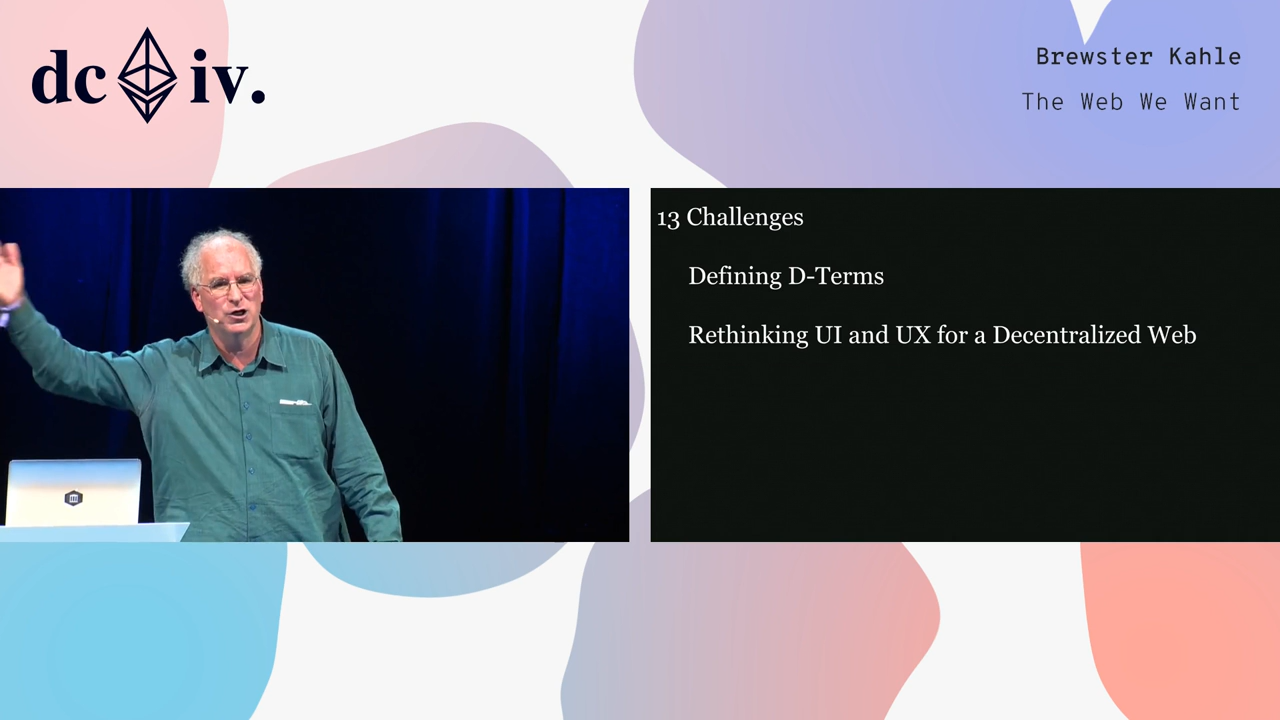 dc iv.
Brewster Kahle
The Web We Want
13 Challenges
Defining D-Terms
Rethinking UI and UX for a Decentralized Web